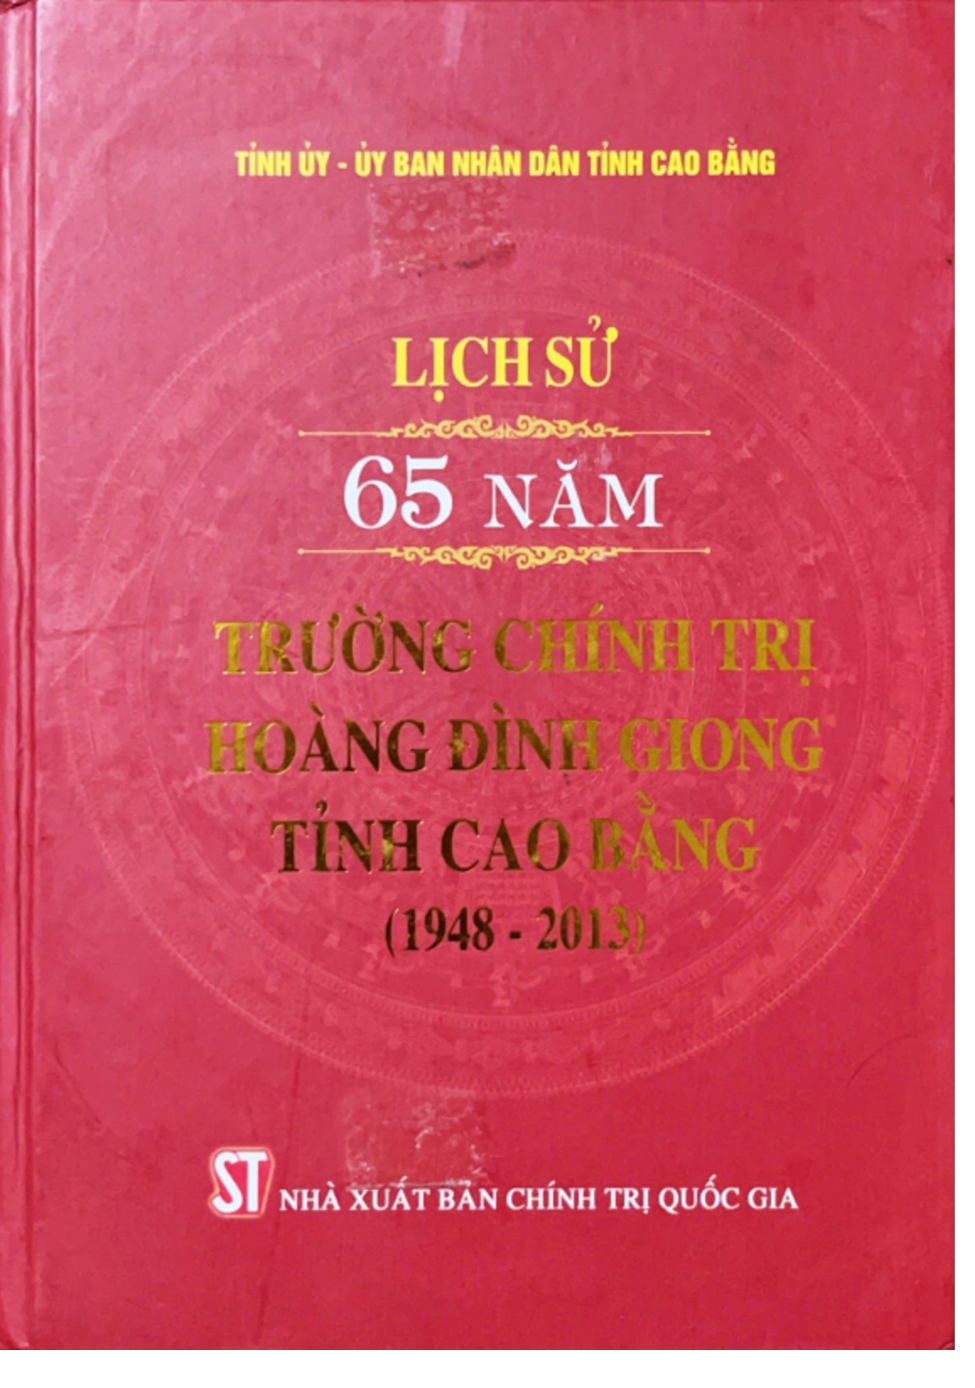 TỈNH ỦY - ỦY BAN NHÂN DÂN TỈNH CAO BẰNG
LỊCH SỬ
65 NĂM
TRƯỜNG CHÍNH TRỊ
HOÀNG ĐÌNH GIONG
TỈNH CAO BẰNG
(1948 - 2013)
ST NHÀ XUẤT BẢN CHÍNH TRỊ QUỐC GIA